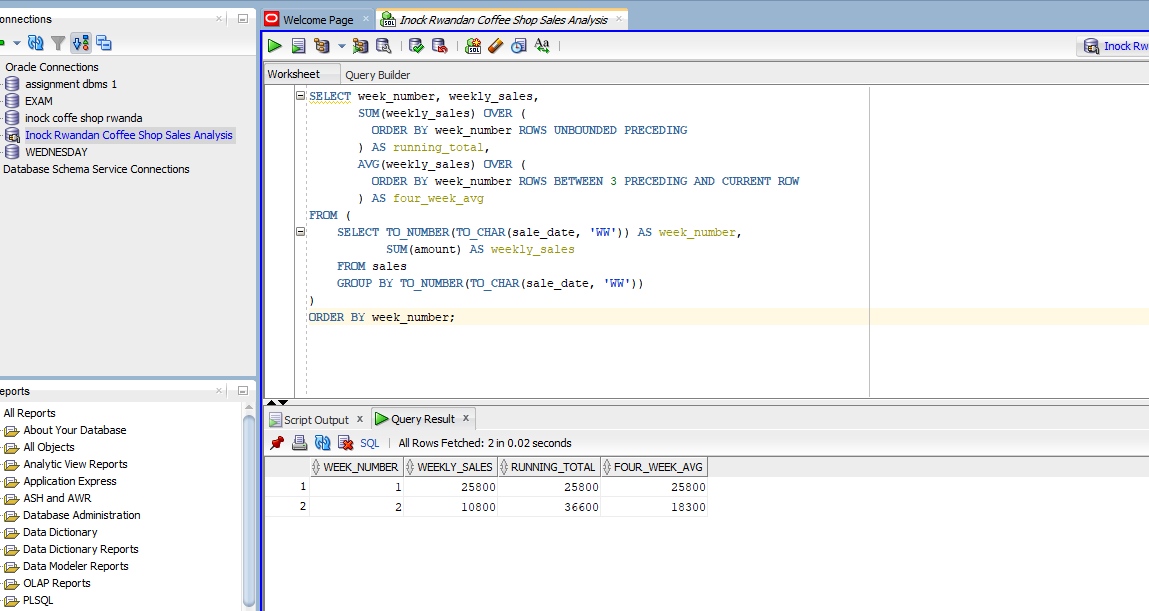 onnections
Oracle Connections
assignment dbms 1
EXAM
inock coffe shop rwanda
Inock Rwandan Coffee Shop Sales Analysis
WEDNESDAY
Database Schema Service Connections
eports
All Reports
About Your Database
All Objects
Analytic View Reports
Application Express
ASH and AWR
Database Administration
Data Dictionary
Data Dictionary Reports
Data Modeler Reports
OLAP Reports
PLSQL
Welcome Page
Inock Rwandan Coffee Shop Sales Analysis
Inock Rw
Worksheet Query Builder
SELECT week_number, weekly_sales,
SUM(weekly_sales) OVER (
ORDER BY week_number ROWS UNBOUNDED PRECEDING
) AS running_total,
AVG(weekly_sales) OVER (
ORDER BY week_number ROWS BETWEEN 3 PRECEDING AND CURRENT ROW
) AS four_week_avg
FROM (
SELECT TO_NUMBER(TO_CHAR(sale_date, 'WW')) AS week_number,
SUM(amount) AS weekly_sales
FROM sales
GROUP BY TO_NUMBER(TO_CHAR(sale_date, 'WW'))
)
ORDER BY week_number;
Script Output Query Result
SQL All Rows Fetched: 2 in 0.02 seconds
WEEK_NUMBER WEEKLY_SALES RUNNING_TOTAL FOUR_WEEK_AVG
1 1 25800 25800 25800
2 2 10800 36600 18300